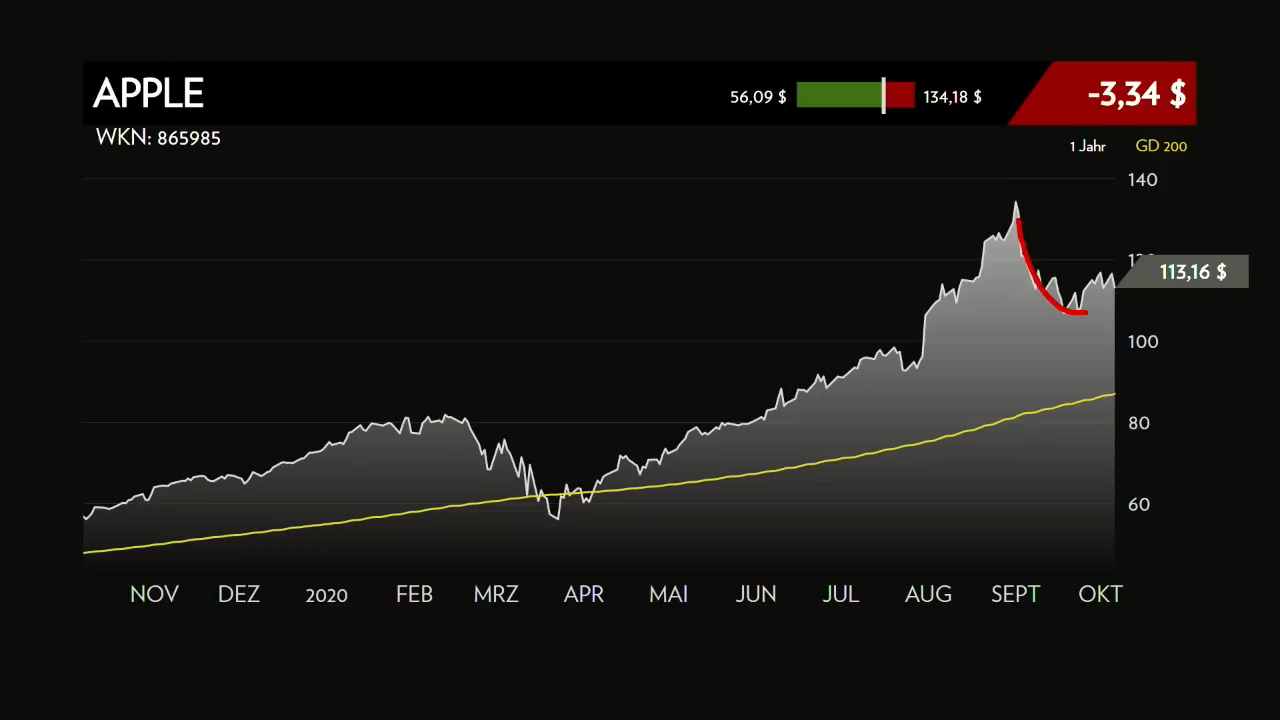 APPLE
56,09 $
134,18 $
-3,34 $
WKN: 865985
1 Jahr
GD 200
140
113,16 $
100
80
60
NOV DEZ 2020 FEB MRZ APR MAI JUN JUL AUG SEPT OKT